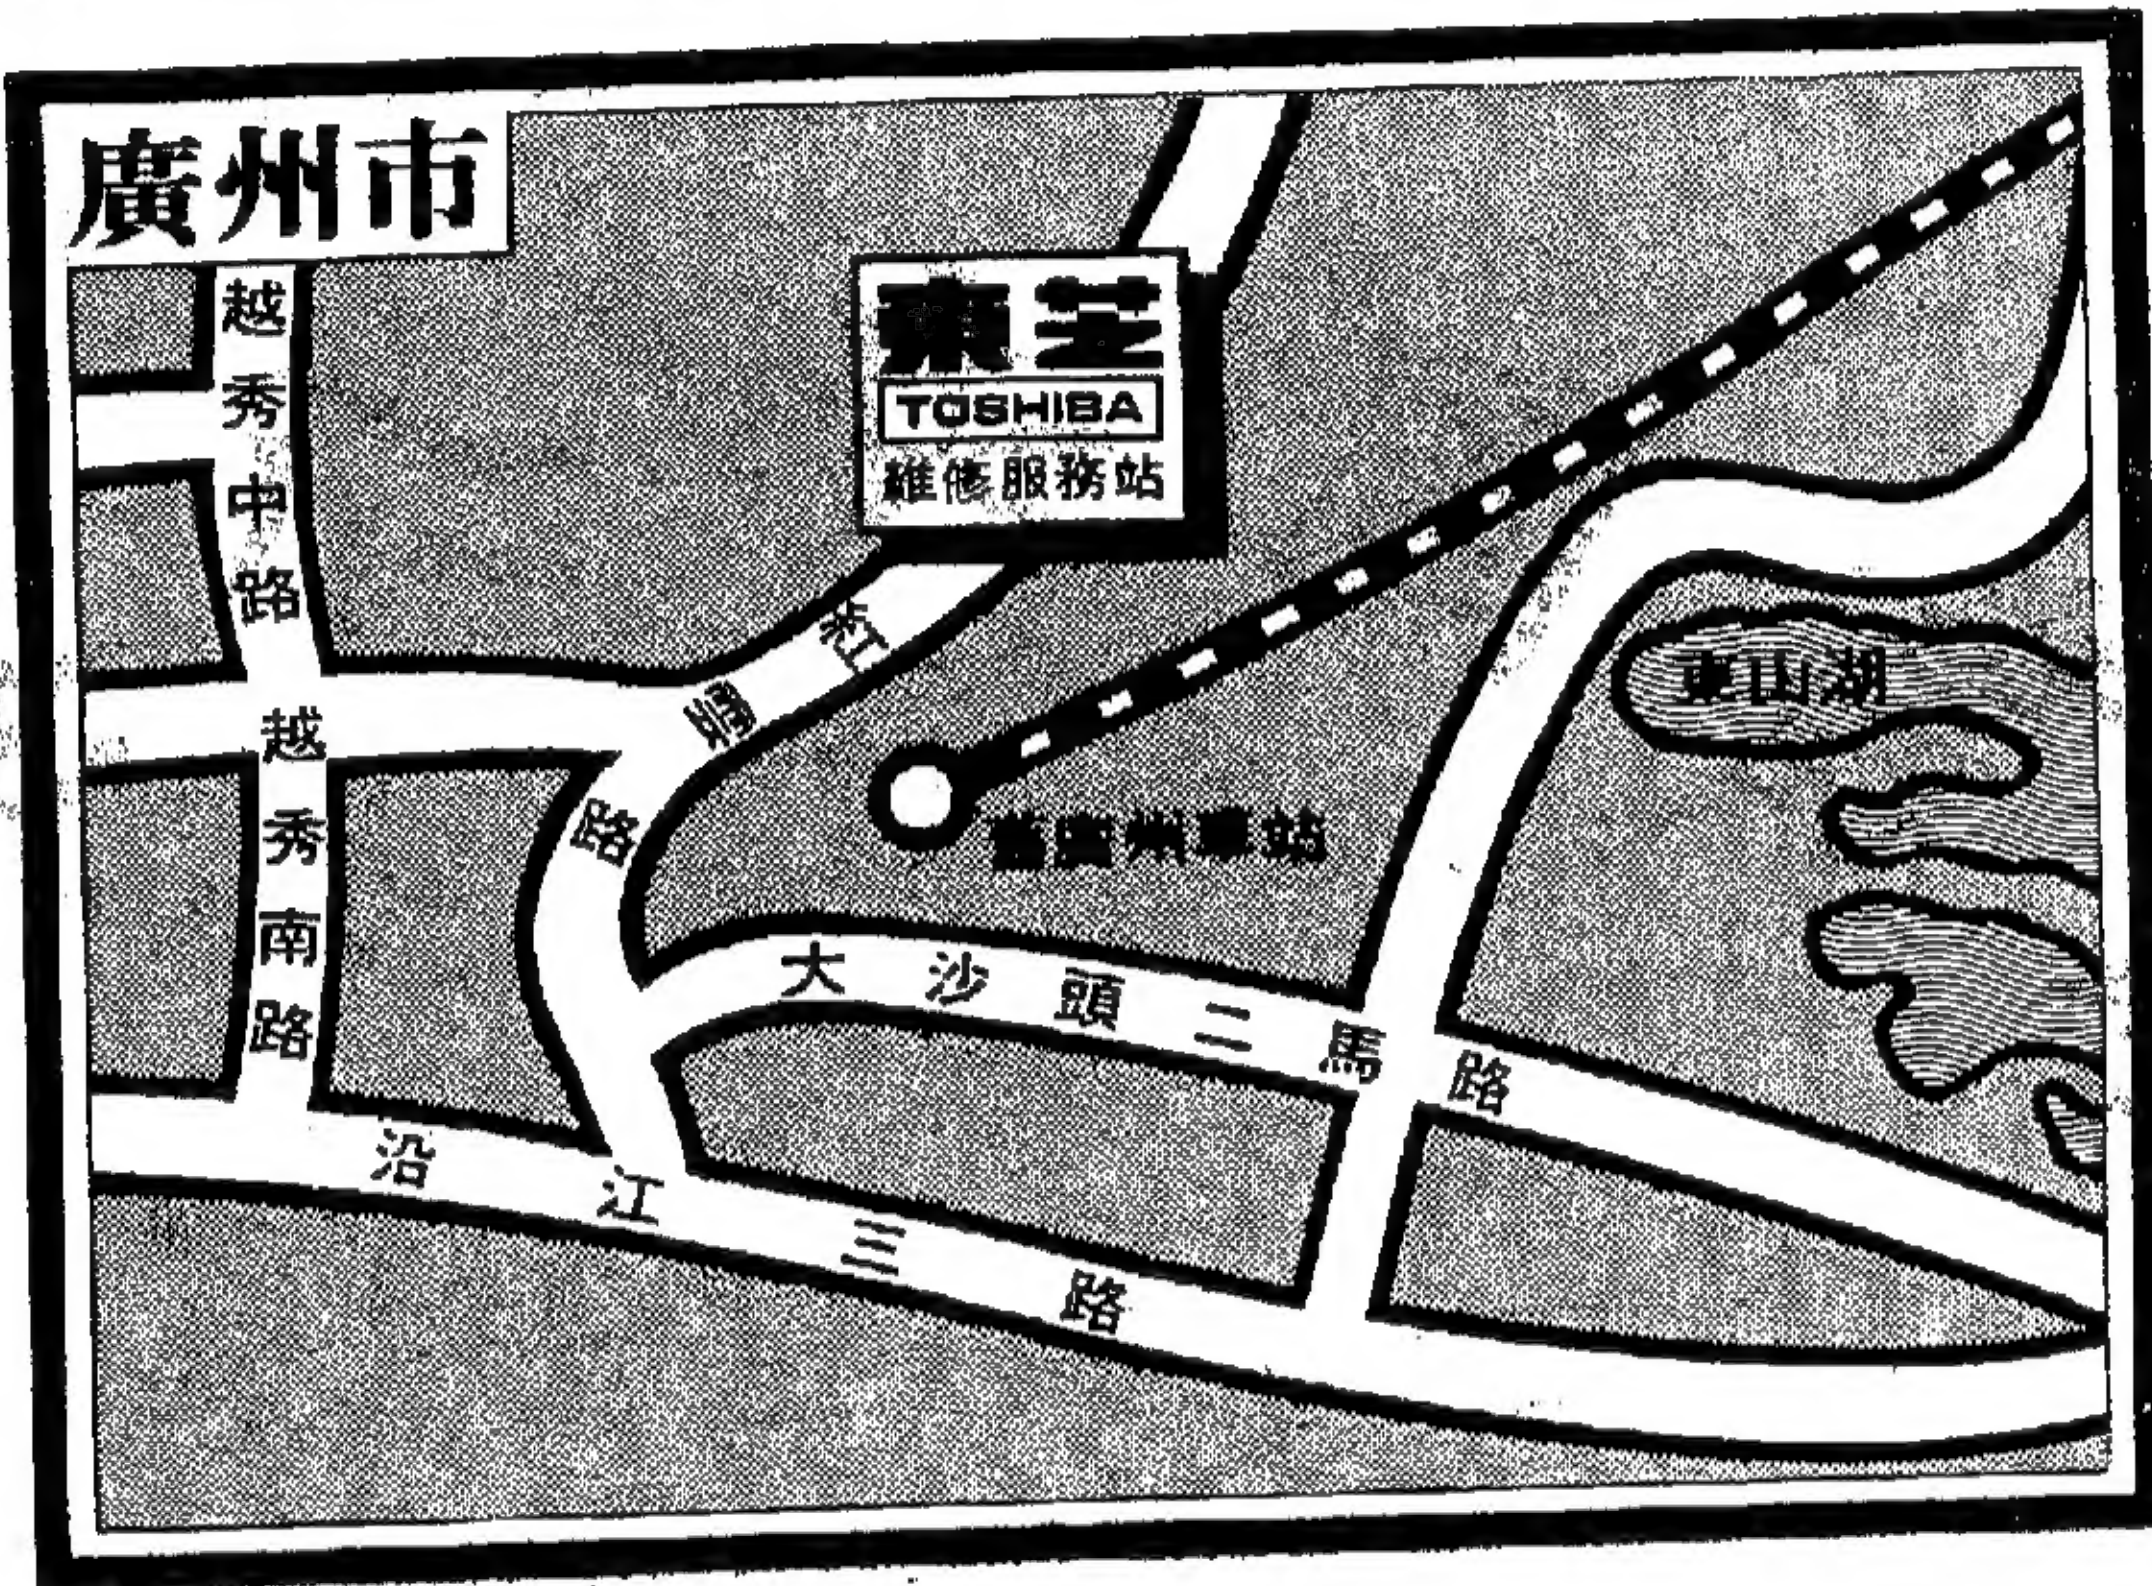 廣州市
越秀中路
東芝
TOSHIBA
維修服務站
紅
路
東山湖
越秀南路
舊廣州車站
大沙頭二馬路
沿江三路